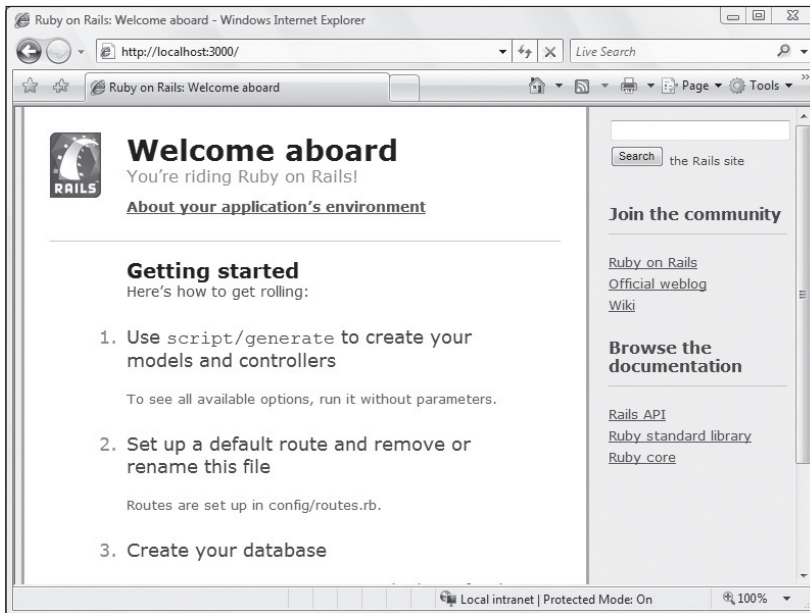 Ruby on Rails: Welcome aboard - Windows Internet Explorer
http://localhost:3000/
Live Search
Ruby on Rails: Welcome aboard
Page
Tools
RAILS
Welcome aboard
You're riding Ruby on Rails!
About your application's environment
Getting started
Here's how to get rolling:
1. Use script/generate to create your
models and controllers
To see all available options, run it without parameters.
2. Set up a default route and remove or
rename this file
Routes are set up in config/routes.rb.
3. Create your database
Search the Rails site
Join the community
Ruby on Rails
Official weblog
Wiki
Browse the
documentation
Rails API
Ruby standard library
Ruby core
Local intranet | Protected Mode: On
100%